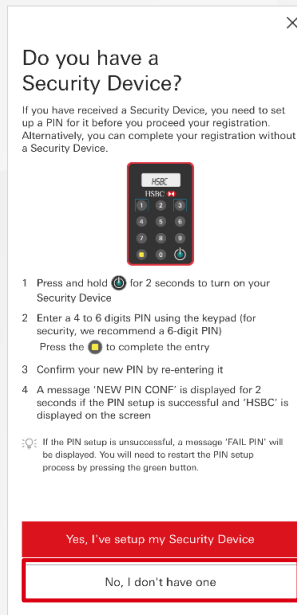 Do you have a
Security Device?
If you have received a Security Device, you need to set
up a PIN for it before you proceed your registration.
Alternatively, you can complete your registration without
a Security Device.
HSBC
HSBC
1 2 3
4 5 6
7 8 9
0
1 Press and hold for 2 seconds to turn on your
Security Device
2 Enter a 4 to 6 digits PIN using the keypad (for
security, we recommend a 6-digit PIN)
Press the to complete the entry
3 Confirm your new PIN by re-entering it
4 A message 'NEW PIN CONF' is displayed for 2
seconds if the PIN setup is successful and 'HSBC' is
displayed on the screen
If the PIN setup is unsuccessful, a message 'FAIL PIN' will
be displayed. You will need to restart the PIN setup
process by pressing the green button.
Yes, I've setup my Security Device
No, I don't have one